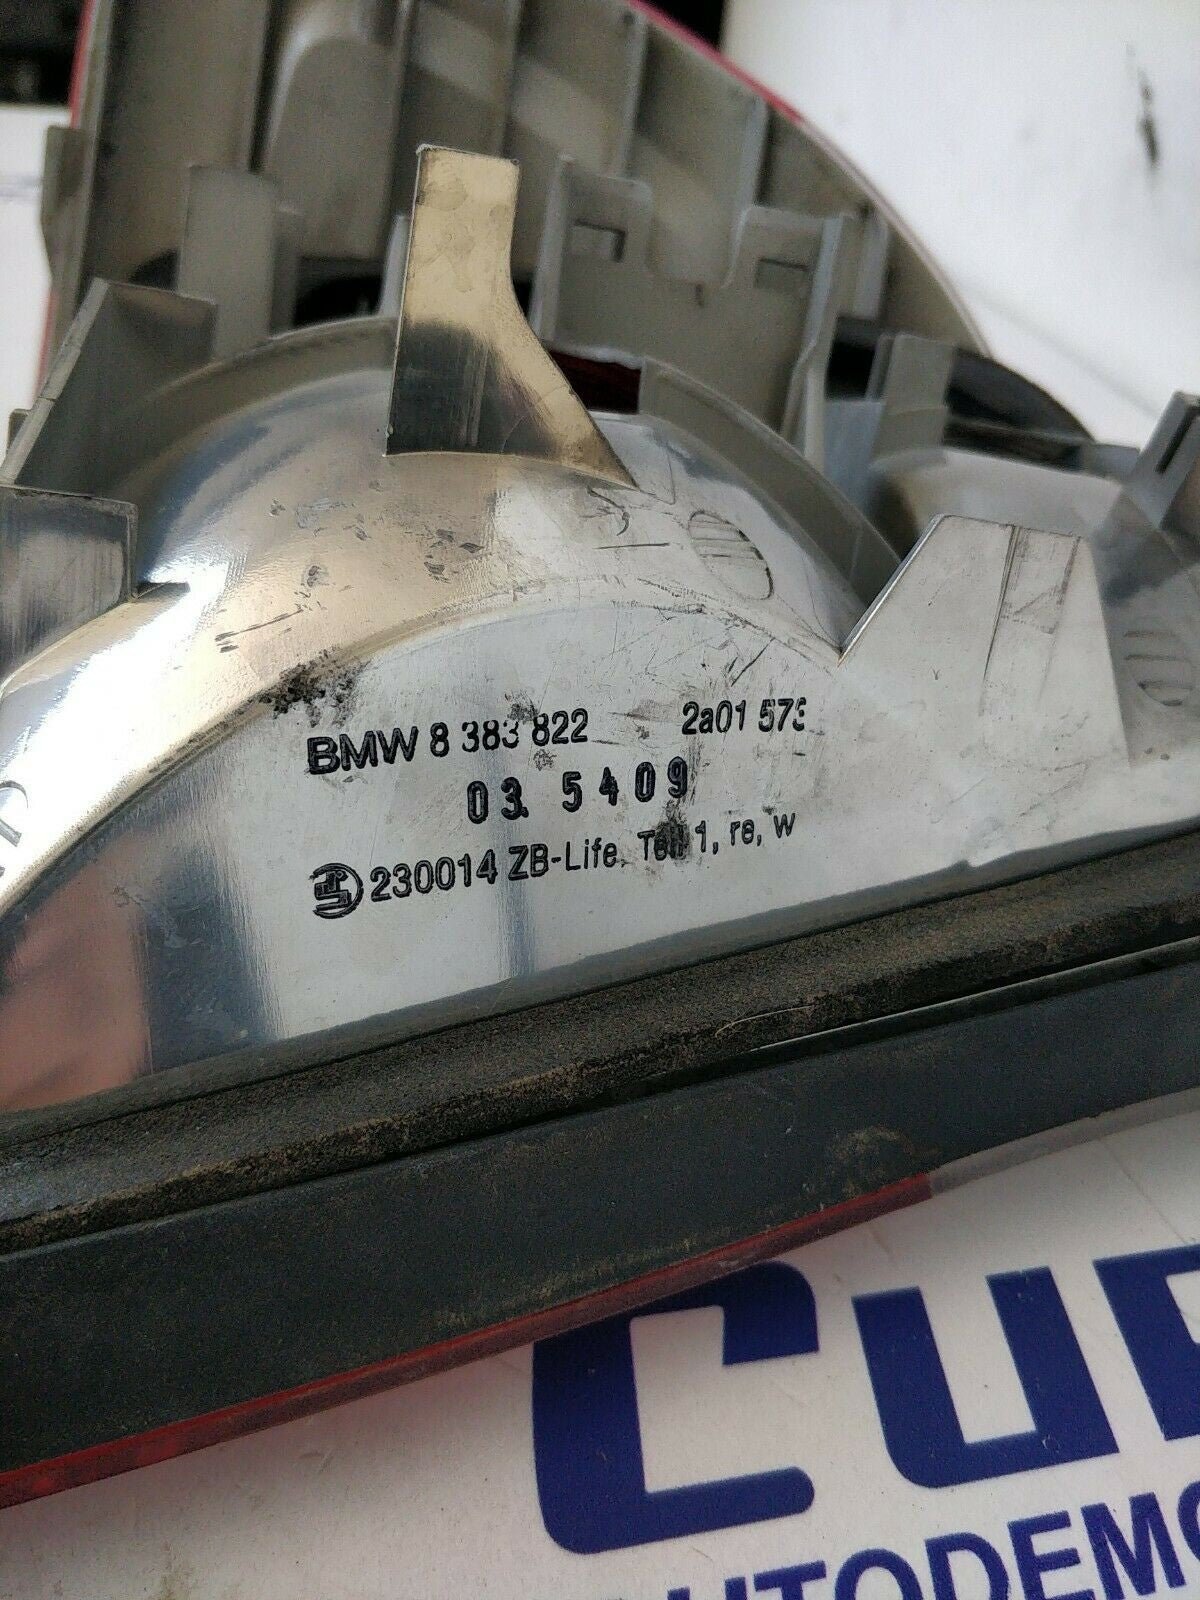 BMW 8 383 822 2a01 573
03. 5409
230014 ZB-Life. Teil 1, re, w